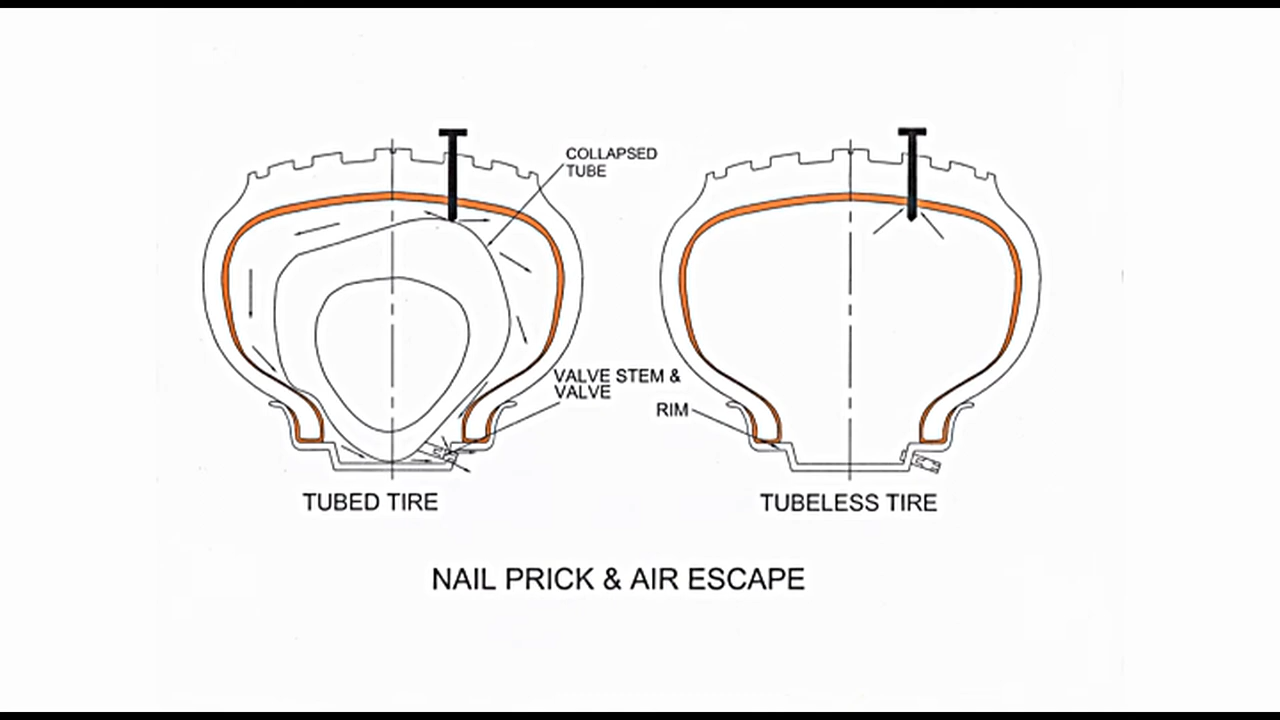 COLLAPSED
TUBE
VALVE STEM &
VALVE
RIM
TUBED TIRE
TUBELESS TIRE
NAIL PRICK & AIR ESCAPE